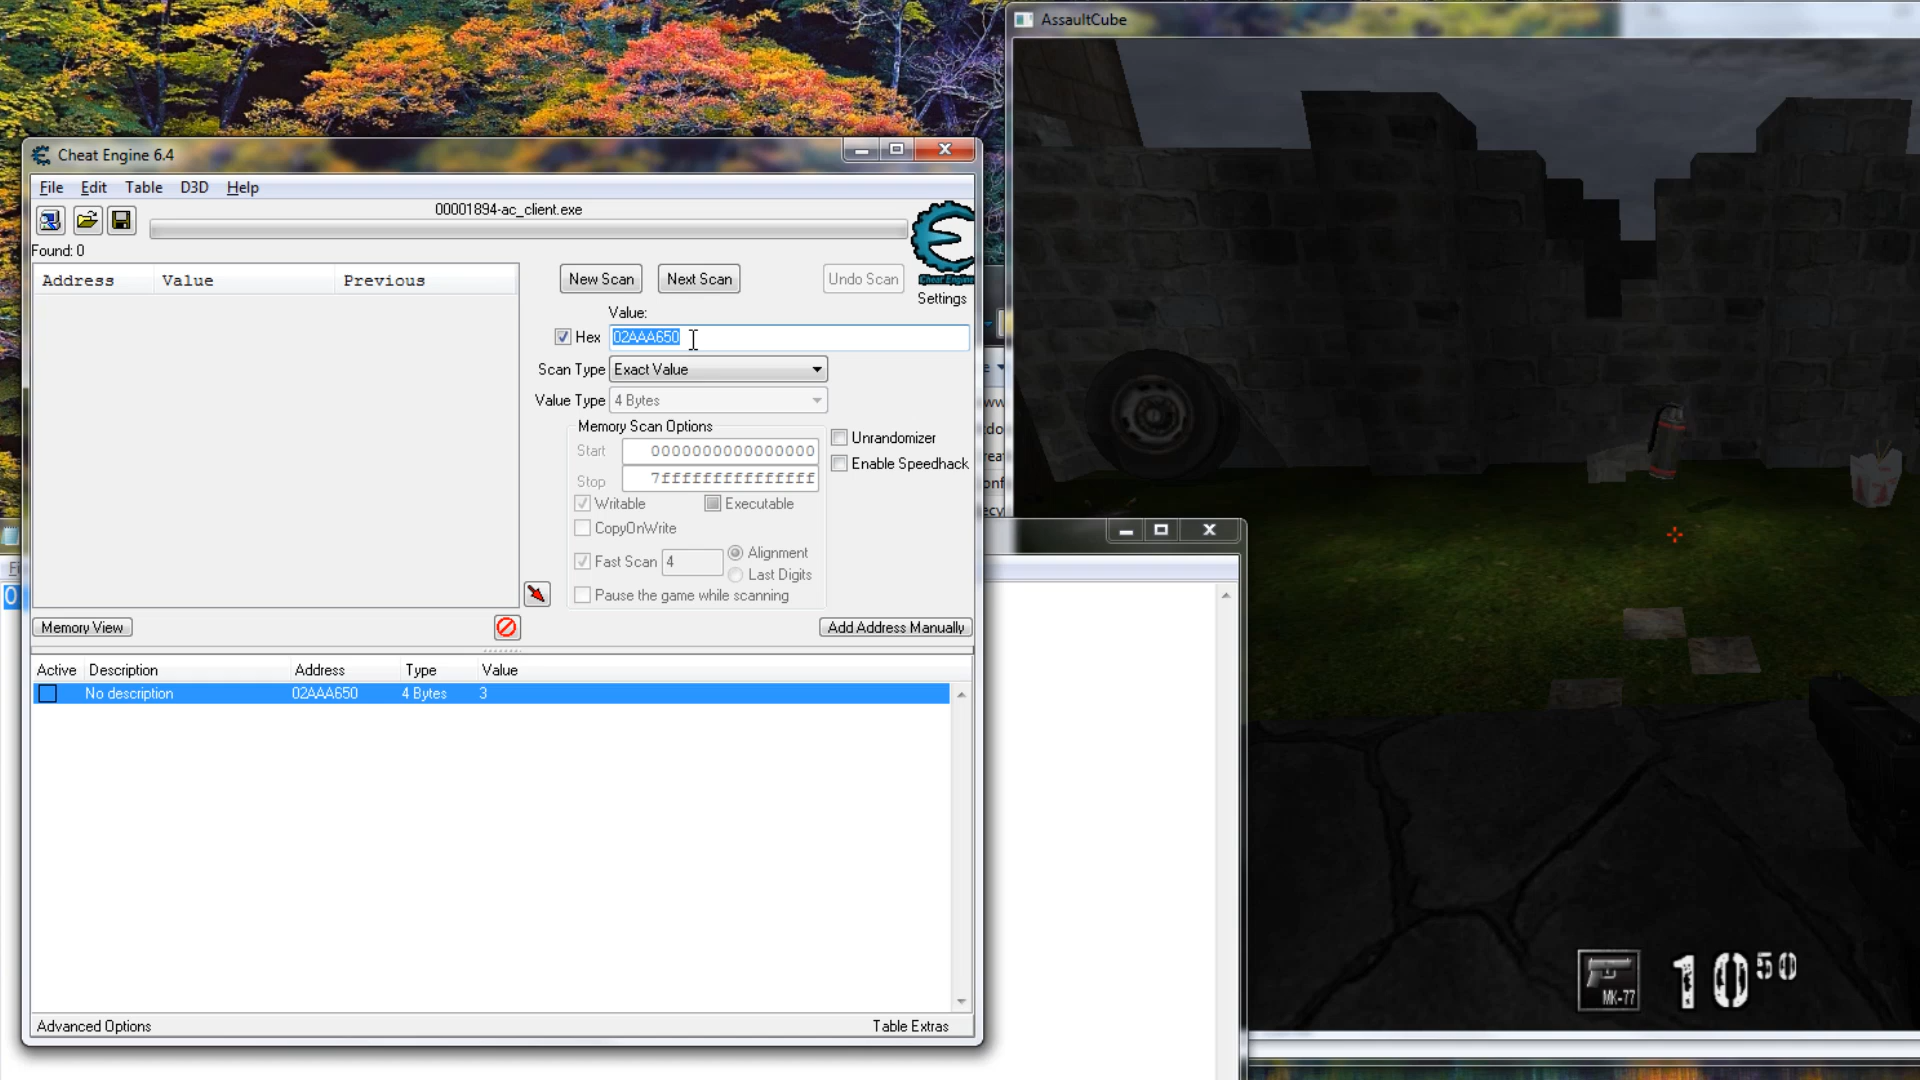 AssaultCube
Cheat Engine 6.4
File Edit Table D3D Help
00001894-ac_client.exe
Found: 0
Address Value Previous
New Scan Next Scan Undo Scan
Cheat Engine
Settings
Value:
Hex 02AAA650
Scan Type Exact Value
Value Type 4 Bytes
Memory Scan Options
Start 0000000000000000
Stop 7fffffffffffffff
Unrandomizer
Enable Speedhack
Writable Executable
CopyOnWrite
Fast Scan 4 Alignment
Last Digits
Pause the game while scanning
Memory View Add Address Manually
Active Description Address Type Value
No description 02AAA650 4 Bytes 3
Advanced Options Table Extras
0
MK-77
10 50